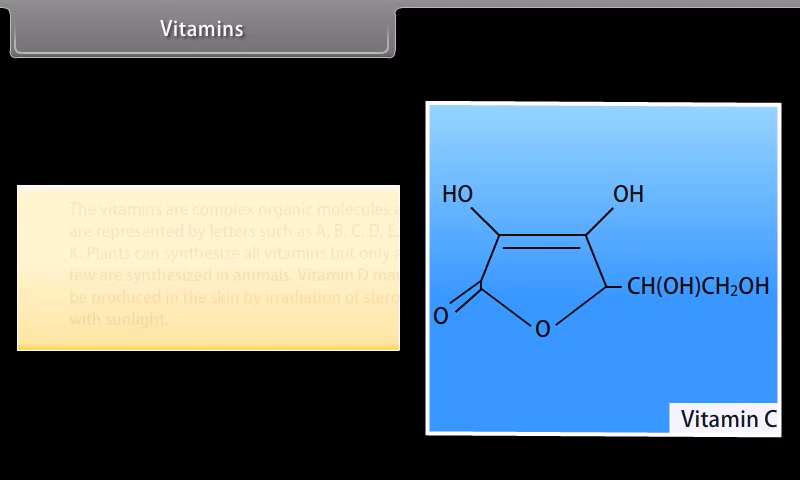 Vitamins
The vitamins are complex organic molecules
are represented by letters such as A, B, C, D, E,
K. Plants can synthesize all vitamins but only a
few are synthesized in animals. Vitamin D may
be produced in the skin by irradiation of
with sunlight.
HO
OH
CH(OH)CH₂OH
O
O
Vitamin C